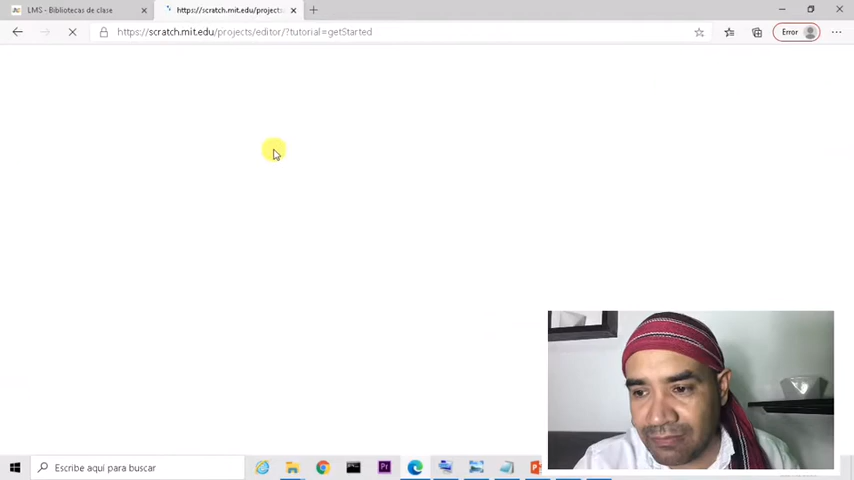 LMS - Bibliotecas de clase
https://scratch.mit.edu/projects
https://scratch.mit.edu/projects/editor/?tutorial=getStarted
Error
Escribe aquí para buscar